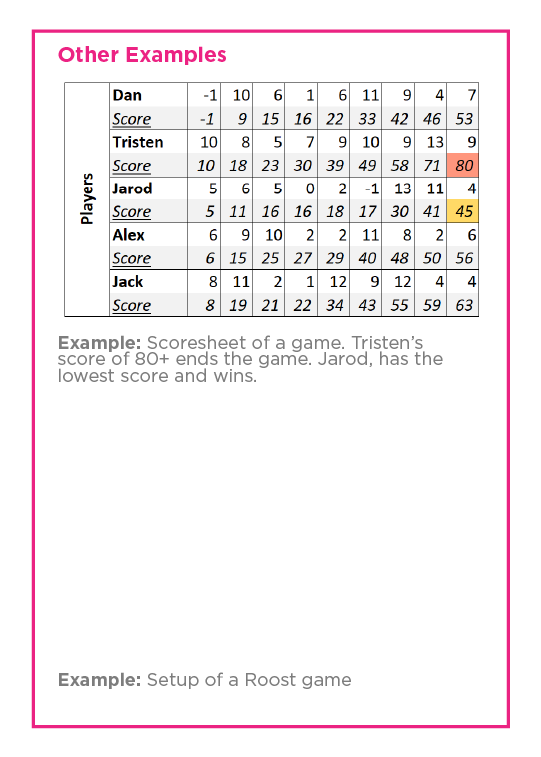 Other Examples
Dan -1 10 6 1 6 11 9 4 7
Score -1 9 15 16 22 33 42 46 53
Tristen 10 8 5 7 9 10 9 13 9
Score 10 18 23 30 39 49 58 71 80
Players
Jarod 5 6 5 0 2 -1 13 11 4
Score 5 11 16 16 18 17 30 41 45
Alex 6 9 10 2 2 11 8 2 6
Score 6 15 25 27 29 40 48 50 56
Jack 8 11 2 1 12 9 12 4 4
Score 8 19 21 22 34 43 55 59 63
Example: Scoresheet of a game. Tristen's
score of 80+ ends the game. Jarod, has the
lowest score and wins.
Example: Setup of a Roost game